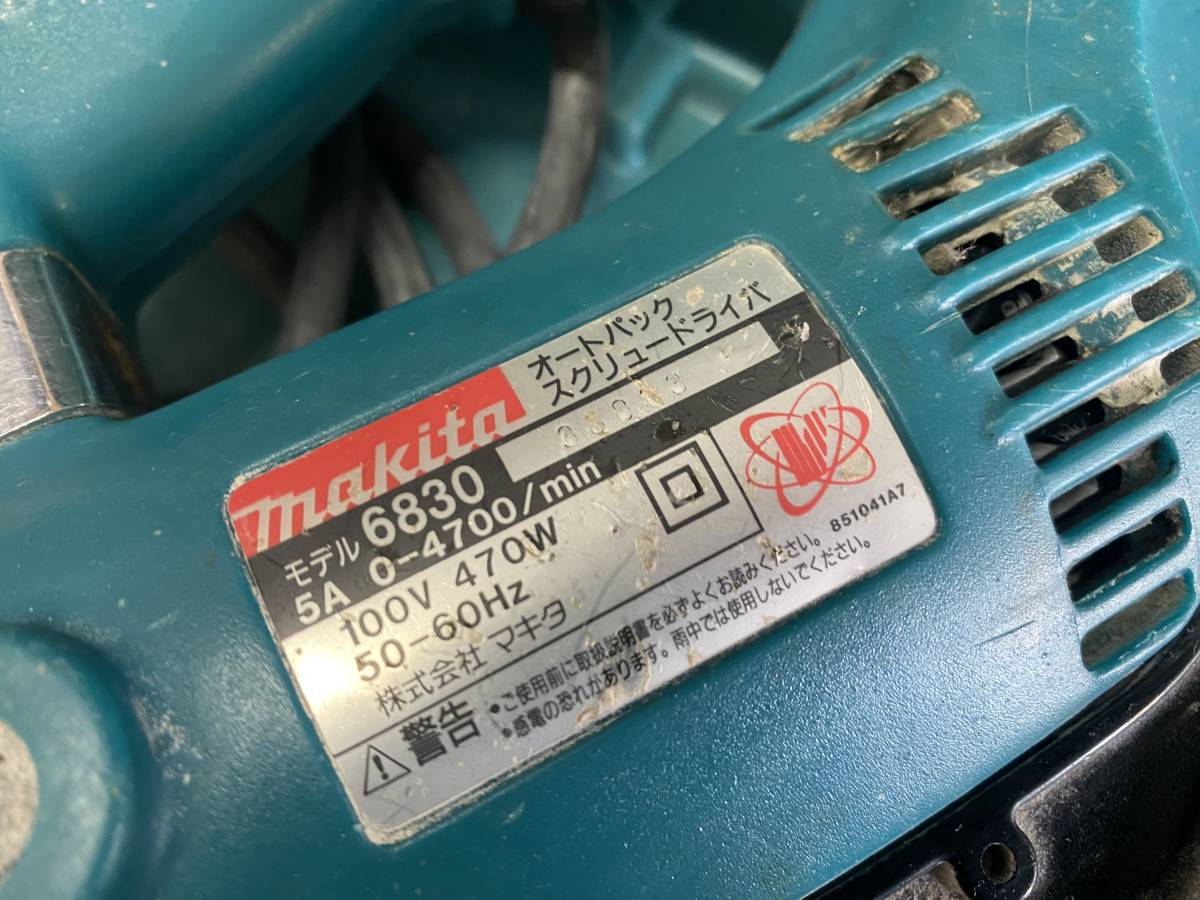 makita
オートパック
スクリュードライバ
モデル 6830
5A 0-4700/min
100V 470W
50-60Hz
株式会社 マキタ
851041A7
警告
●ご使用前に取扱説明書を必ずよくお読みください。
●感電の恐れがあります。雨中では使用しないでください。